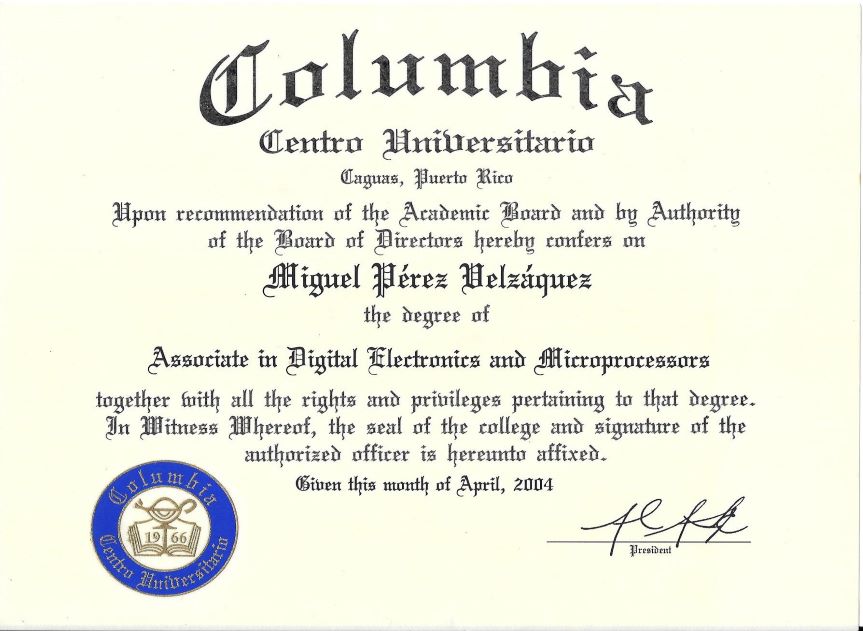 Columbia
Centro Universitario
Caguas, Puerto Rico
Upon recommendation of the Academic Board and by Authority
of the Board of Directors hereby confers on
Miguel Pérez Velzáquez
the degree of
Associate in Digital Electronics and Microprocessors
together with all the rights and privileges pertaining to that degree.
In Witness Whereof, the seal of the college and signature of the
authorized officer is hereunto affixed.
Given this month of April, 2004
Columbia
1966
Centro Universitario
President